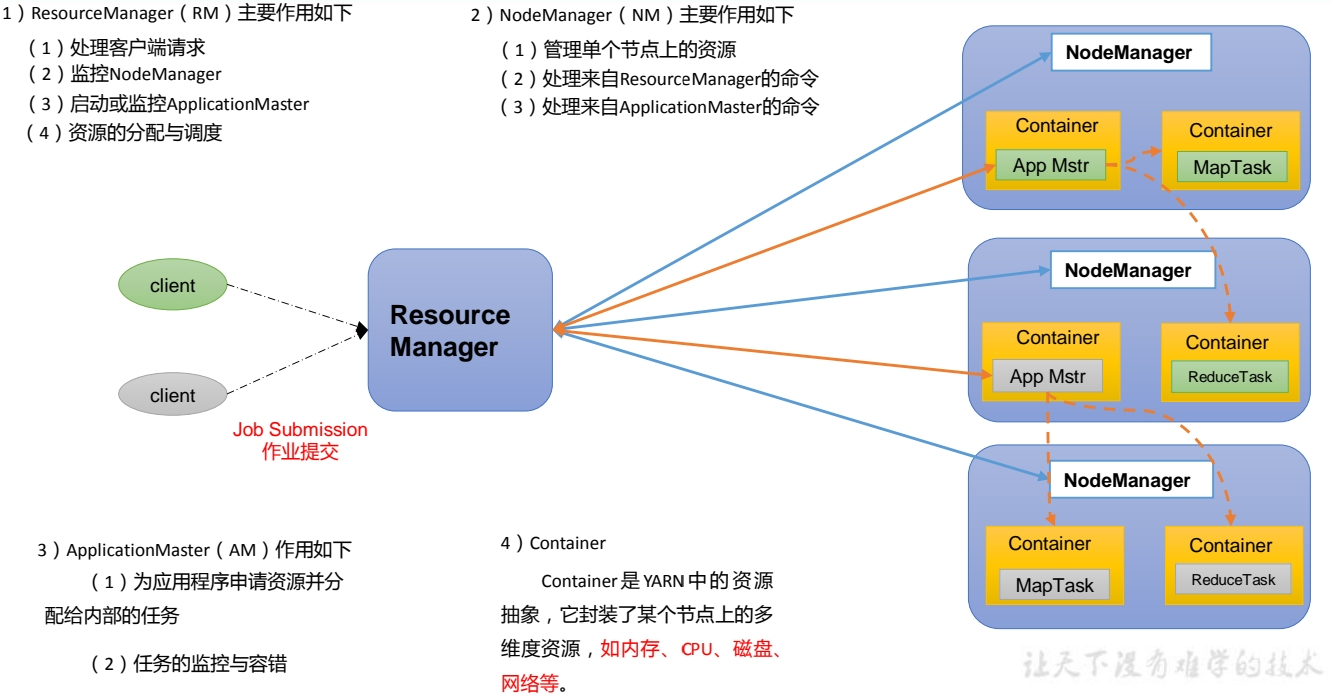 1）ResourceManager（RM）主要作用如下
（1）处理客户端请求
（2）监控NodeManager
（3）启动或监控ApplicationMaster
（4）资源的分配与调度
2）NodeManager（NM）主要作用如下
（1）管理单个节点上的资源
（2）处理来自ResourceManager的命令
（3）处理来自ApplicationMaster的命令
client
client
Job Submission
作业提交
Resource
Manager
NodeManager
Container
App Mstr
Container
MapTask
NodeManager
Container
App Mstr
Container
ReduceTask
NodeManager
Container
MapTask
Container
ReduceTask
3）ApplicationMaster（AM）作用如下
（1）为应用程序申请资源并分
配给内部的任务
（2）任务的监控与容错
4）Container
Container是YARN中的资源
抽象，它封装了某个节点上的多
维度资源，如内存、CPU、磁盘、
网络等。
让天下没有难学的技术